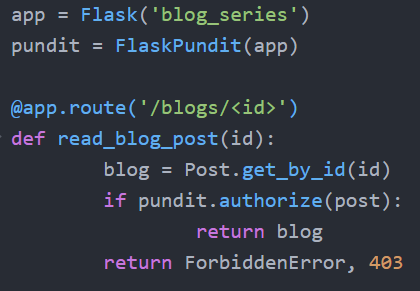 app = Flask('blog_series')
pundit = FlaskPundit(app)
@app.route('/blogs/<id>')
def read_blog_post(id):
blog = Post.get_by_id(id)
if pundit.authorize(post):
return blog
return ForbiddenError, 403